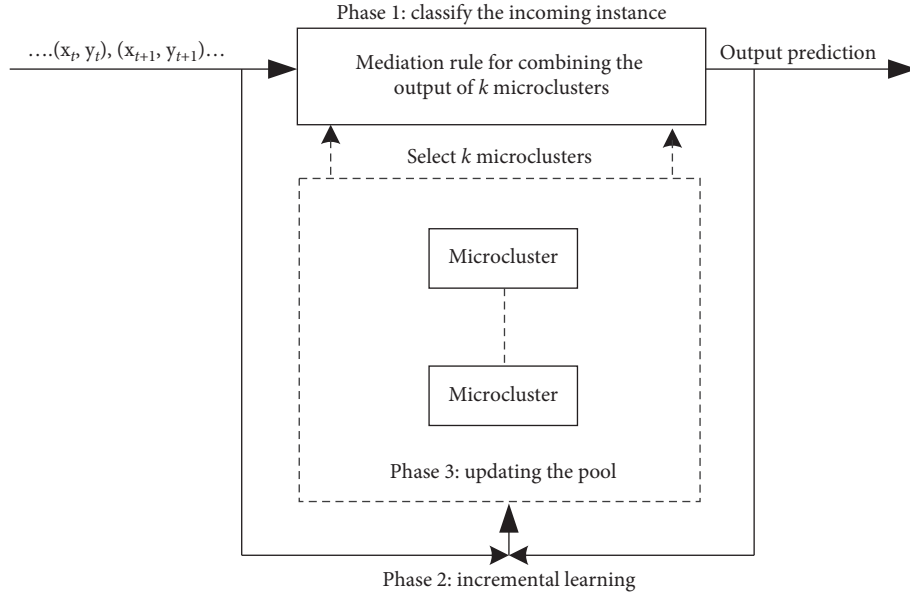 Phase 1: classify the incoming instance
….(xt, yt), (xt+1, yt+1)…
Mediation rule for combining the
output of k microclusters
Output prediction
Select k microclusters
Microcluster
Microcluster
Phase 3: updating the pool
Phase 2: incremental learning